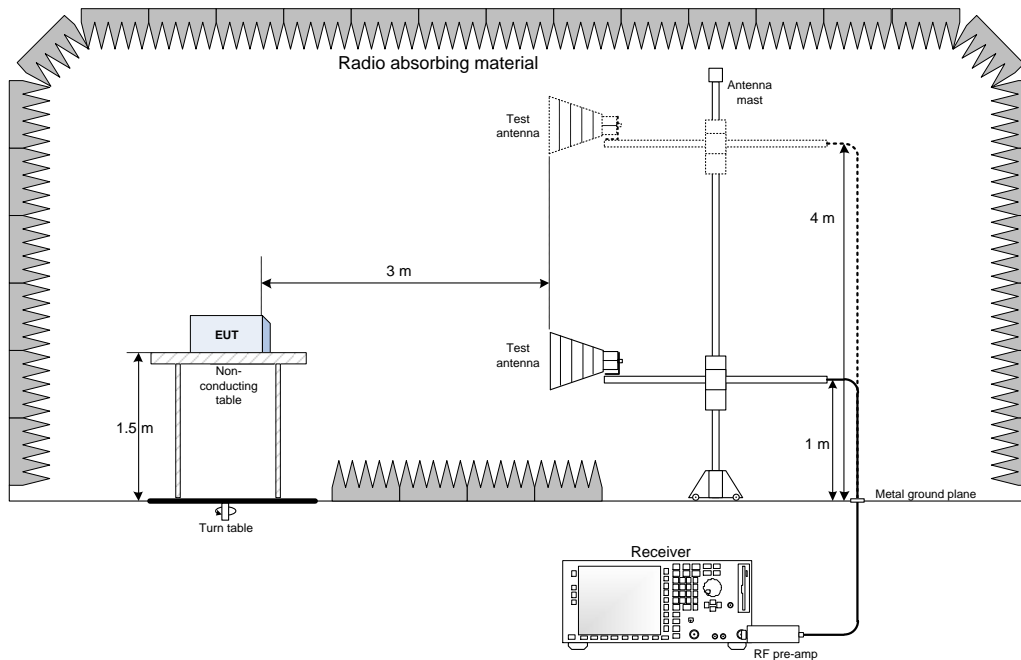 Radio absorbing material
Antenna
mast
Test
antenna
4 m
3 m
EUT
Test
antenna
Non-
conducting
table
1.5 m
1 m
Metal ground plane
Turn table
Receiver
RF pre-amp